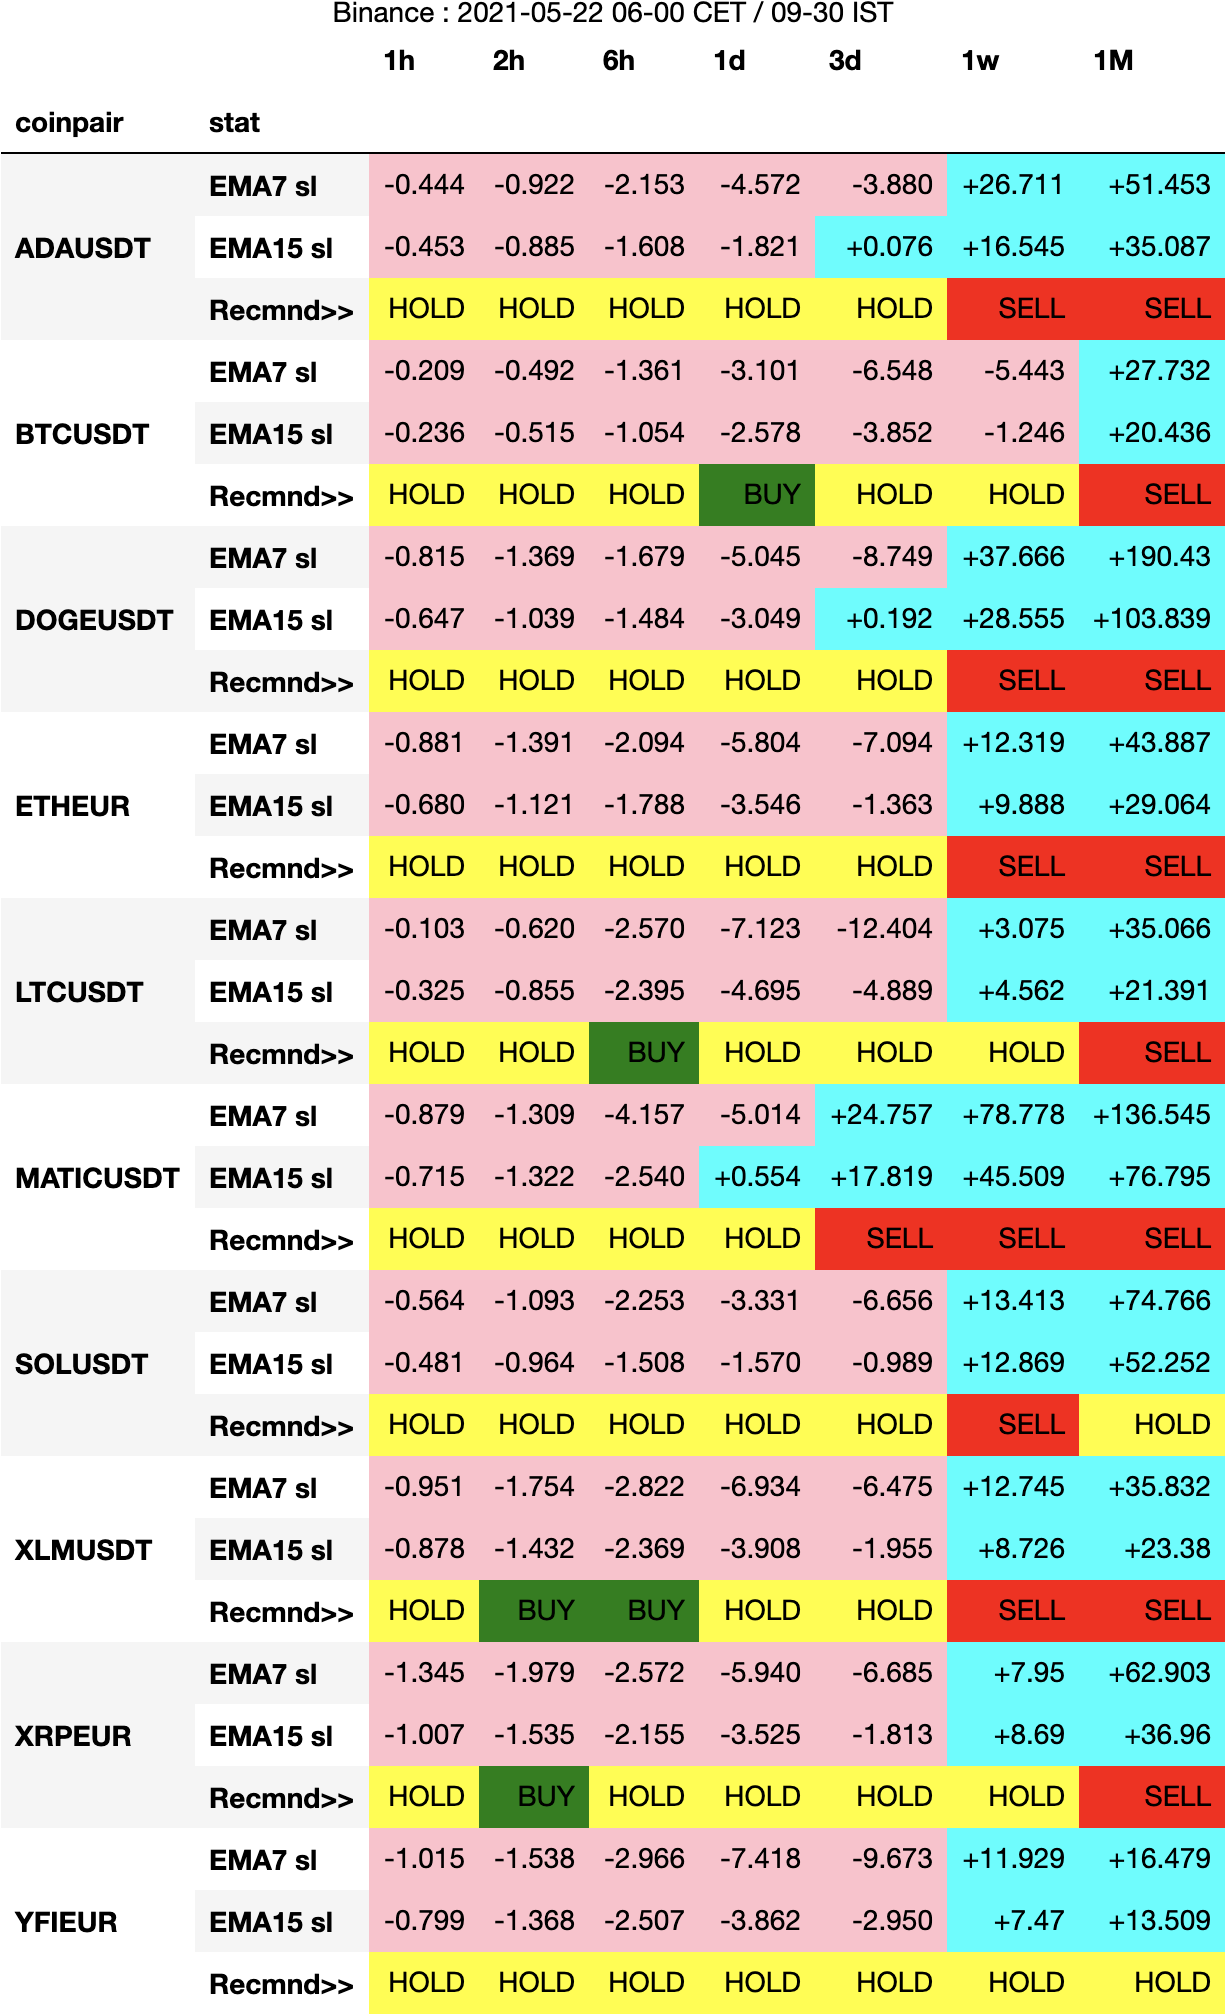 Binance : 2021-05-22 06-00 CET / 09-30 IST
1h 2h 6h 1d 3d 1w 1M
coinpair stat
EMA7 sl -0.444 -0.922 -2.153 -4.572 -3.880 +26.711 +51.453
ADAUSDT EMA15 sl -0.453 -0.885 -1.608 -1.821 +0.076 +16.545 +35.087
Recmnd>> HOLD HOLD HOLD HOLD HOLD SELL SELL
EMA7 sl -0.209 -0.492 -1.361 -3.101 -6.548 -5.443 +27.732
BTCUSDT EMA15 sl -0.236 -0.515 -1.054 -2.578 -3.852 -1.246 +20.436
Recmnd>> HOLD HOLD HOLD BUY HOLD HOLD SELL
EMA7 sl -0.815 -1.369 -1.679 -5.045 -8.749 +37.666 +190.43
DOGEUSDT EMA15 sl -0.647 -1.039 -1.484 -3.049 +0.192 +28.555 +103.839
Recmnd>> HOLD HOLD HOLD HOLD HOLD SELL SELL
EMA7 sl -0.881 -1.391 -2.094 -5.804 -7.094 +12.319 +43.887
ETHEUR EMA15 sl -0.680 -1.121 -1.788 -3.546 -1.363 +9.888 +29.064
Recmnd>> HOLD HOLD HOLD HOLD HOLD SELL SELL
EMA7 sl -0.103 -0.620 -2.570 -7.123 -12.404 +3.075 +35.066
LTCUSDT EMA15 sl -0.325 -0.855 -2.395 -4.695 -4.889 +4.562 +21.391
Recmnd>> HOLD HOLD BUY HOLD HOLD HOLD SELL
EMA7 sl -0.879 -1.309 -4.157 -5.014 +24.757 +78.778 +136.545
MATICUSDT EMA15 sl -0.715 -1.322 -2.540 +0.554 +17.819 +45.509 +76.795
Recmnd>> HOLD HOLD HOLD HOLD SELL SELL SELL
EMA7 sl -0.564 -1.093 -2.253 -3.331 -6.656 +13.413 +74.766
SOLUSDT EMA15 sl -0.481 -0.964 -1.508 -1.570 -0.989 +12.869 +52.252
Recmnd>> HOLD HOLD HOLD HOLD HOLD SELL HOLD
EMA7 sl -0.951 -1.754 -2.822 -6.934 -6.475 +12.745 +35.832
XLMUSDT EMA15 sl -0.878 -1.432 -2.369 -3.908 -1.955 +8.726 +23.38
Recmnd>> HOLD BUY BUY HOLD HOLD SELL SELL
EMA7 sl -1.345 -1.979 -2.572 -5.940 -6.685 +7.95 +62.903
XRPEUR EMA15 sl -1.007 -1.535 -2.155 -3.525 -1.813 +8.69 +36.96
Recmnd>> HOLD BUY HOLD HOLD HOLD HOLD SELL
EMA7 sl -1.015 -1.538 -2.966 -7.418 -9.673 +11.929 +16.479
YFIEUR EMA15 sl -0.799 -1.368 -2.507 -3.862 -2.950 +7.47 +13.509
Recmnd>> HOLD HOLD HOLD HOLD HOLD HOLD HOLD